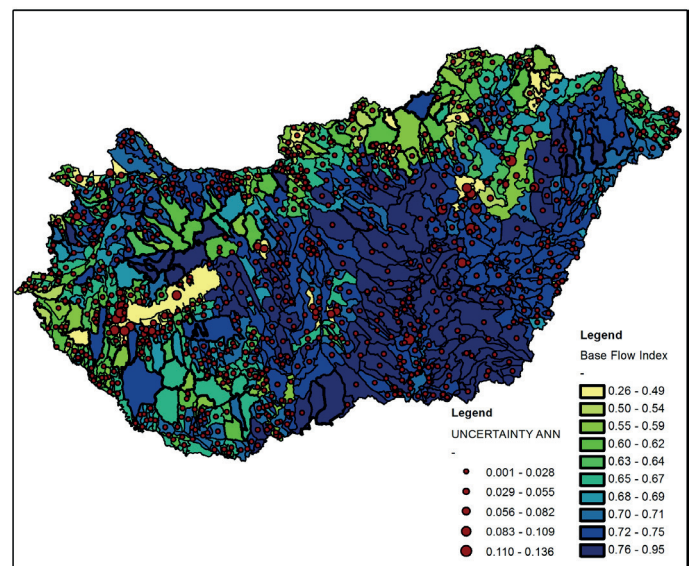 Legend
UNCERTAINTY ANN
-
0.001 - 0.028
0.029 - 0.055
0.056 - 0.082
0.083 - 0.109
0.110 - 0.136
Legend
Base Flow Index
-
0.26 - 0.49
0.50 - 0.54
0.55 - 0.59
0.60 - 0.62
0.63 - 0.64
0.65 - 0.67
0.68 - 0.69
0.70 - 0.71
0.72 - 0.75
0.76 - 0.95